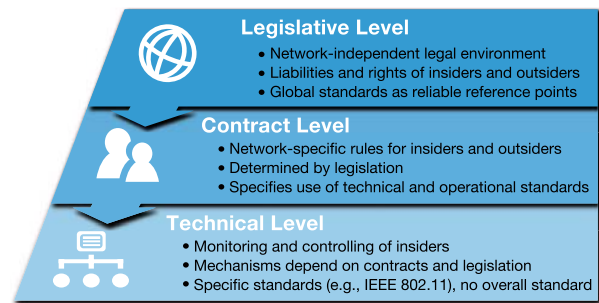 Legislative Level
• Network-independent legal environment
• Liabilities and rights of insiders and outsiders
• Global standards as reliable reference points
Contract Level
• Network-specific rules for insiders and outsiders
• Determined by legislation
• Specifies use of technical and operational standards
Technical Level
• Monitoring and controlling of insiders
• Mechanisms depend on contracts and legislation
• Specific standards (e.g., IEEE 802.11), no overall standard